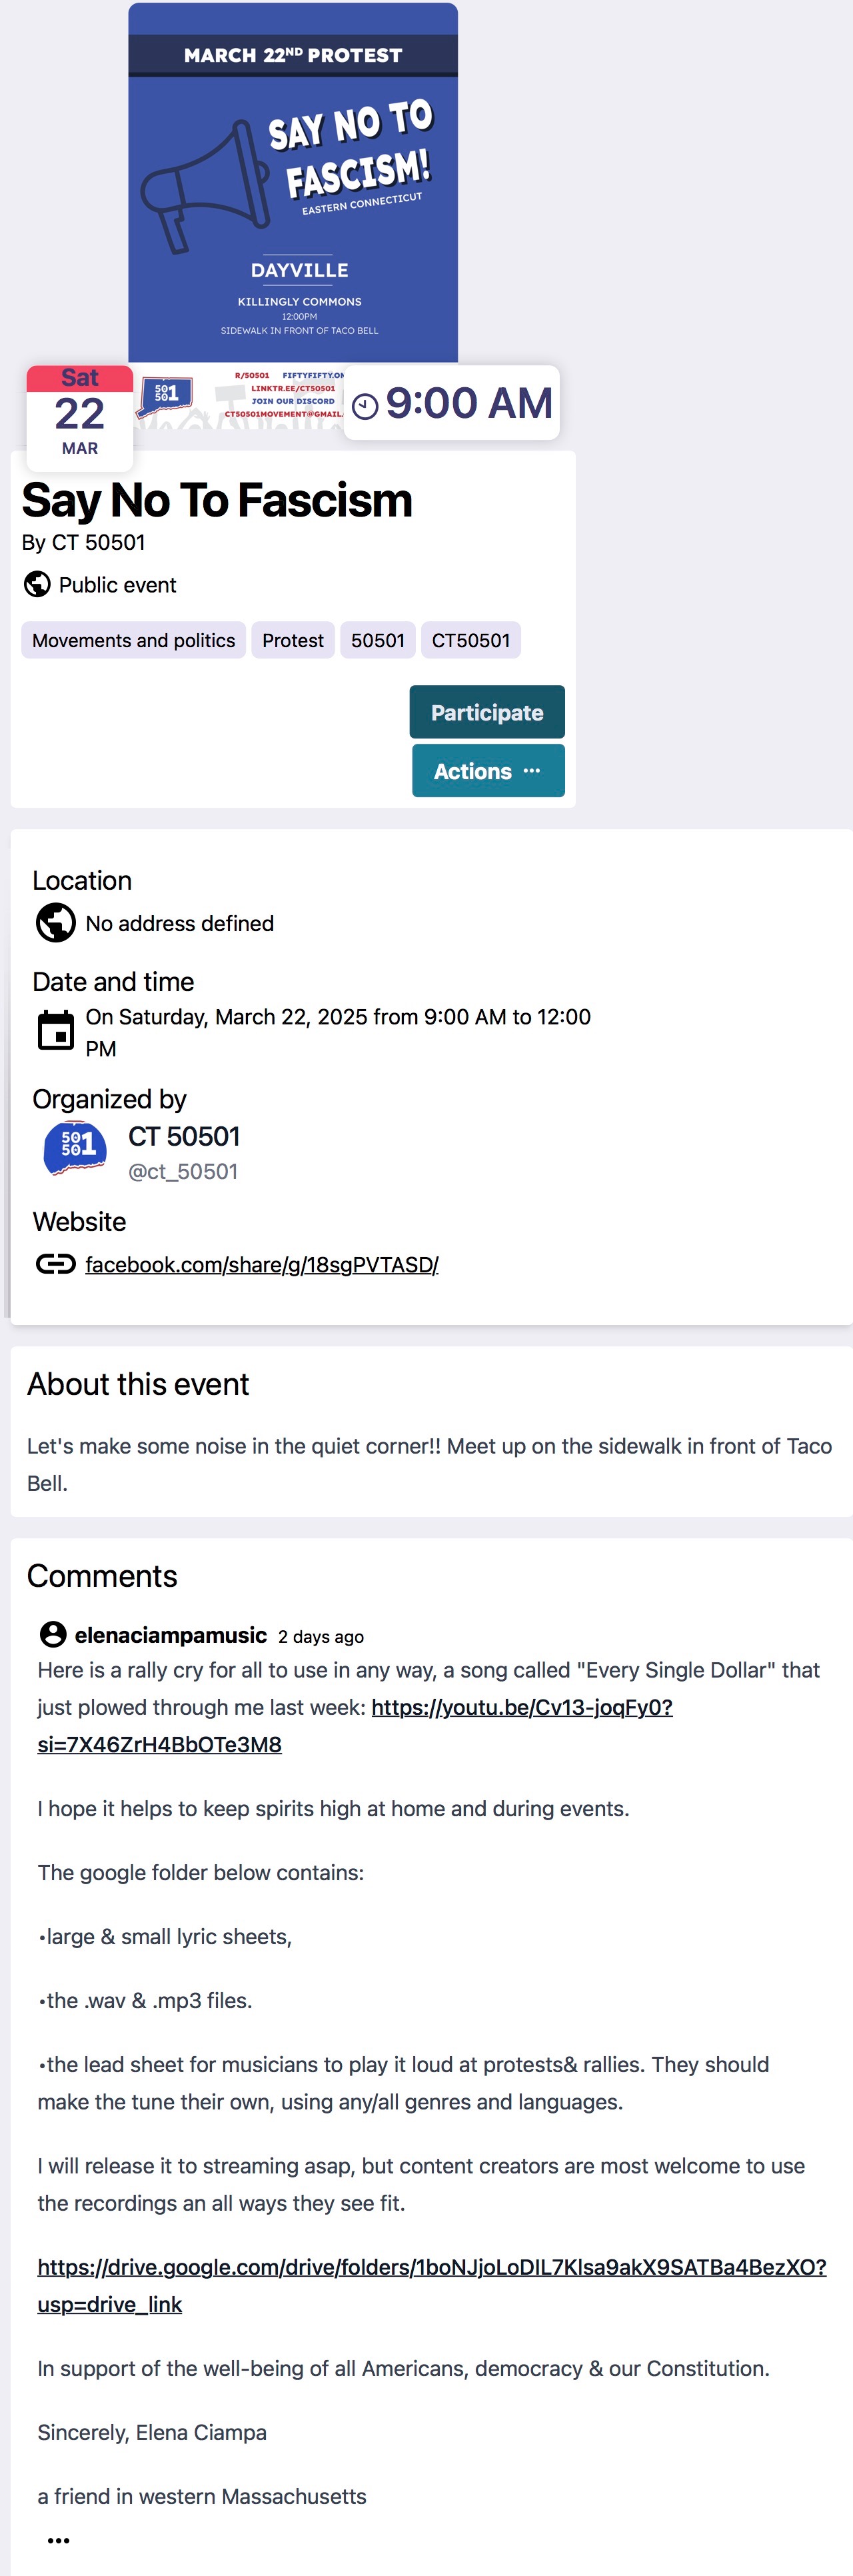 MARCH 22ND PROTEST
SAY NO TO
FASCISM!
EASTERN CONNECTICUT
DAYVILLE
KILLINGLY COMMONS
12:00PM
SIDEWALK IN FRONT OF TACO BELL
R/50501 FIFTYFIFTY.ON
LINKTR.EE/CT50501
JOIN OUR DISCORD
CT50501MOVEMENT@GMAIL.
50
501
Sat
22
MAR
9:00 AM
Say No To Fascism
By CT 50501
Public event
Movements and politics Protest 50501 CT50501
Participate
Actions ···
Location
No address defined
Date and time
On Saturday, March 22, 2025 from 9:00 AM to 12:00
PM
Organized by
50
501
CT 50501
@ct_50501
Website
facebook.com/share/g/18sgPVTASD/
About this event
Let's make some noise in the quiet corner!! Meet up on the sidewalk in front of Taco
Bell.
Comments
elenaciampamusic 2 days ago
Here is a rally cry for all to use in any way, a song called "Every Single Dollar" that
just plowed through me last week: https://youtu.be/Cv13-joqFy0?
si=7X46ZrH4BbOTe3M8
I hope it helps to keep spirits high at home and during events.
The google folder below contains:
•large & small lyric sheets,
•the .wav & .mp3 files.
•the lead sheet for musicians to play it loud at protests& rallies. They should
make the tune their own, using any/all genres and languages.
I will release it to streaming asap, but content creators are most welcome to use
the recordings an all ways they see fit.
https://drive.google.com/drive/folders/1boNJjoLoDIL7Klsa9akX9SATBa4BezXO?
usp=drive_link
In support of the well-being of all Americans, democracy & our Constitution.
Sincerely, Elena Ciampa
a friend in western Massachusetts
•••